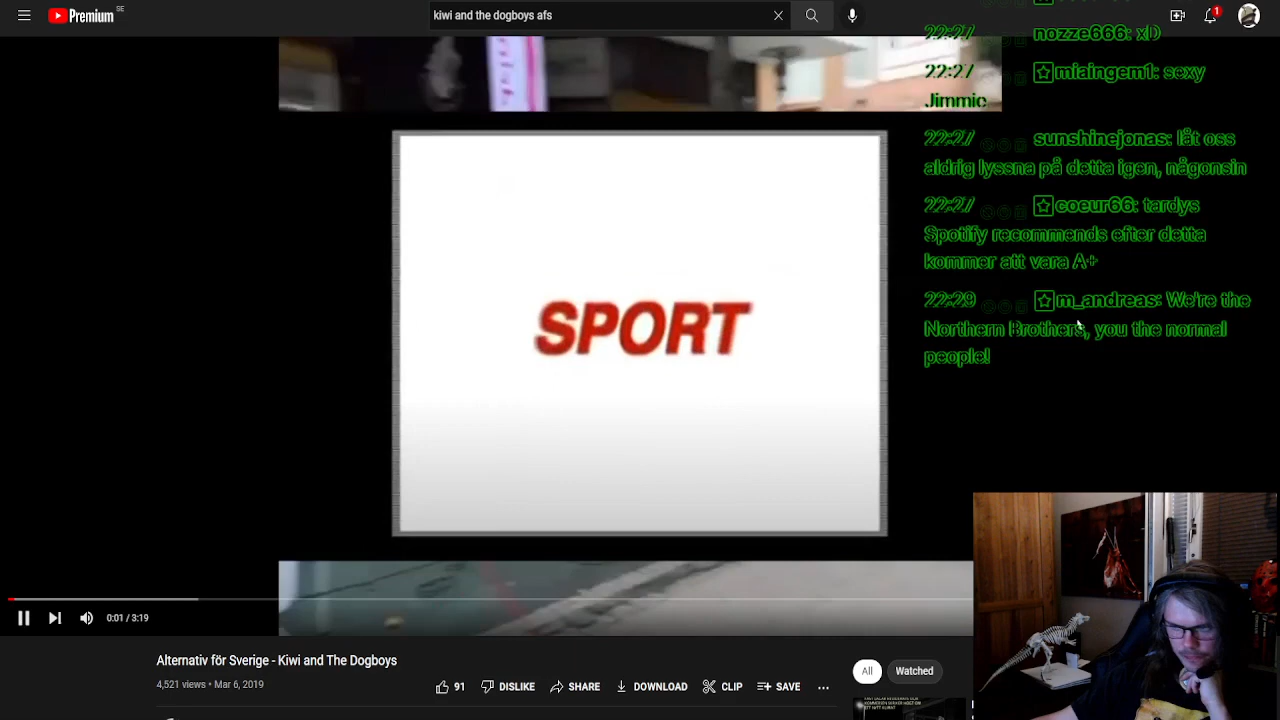 Premium SE
kiwi and the dogboys afs
1
22:27 nozze666: xD
22:27 miaingem1: sexy
Jimmie
22:27 sunshinejonas: låt oss
aldrig lyssna på detta igen, någonsin
22:27 coeur66: tardys
Spotify recommends efter detta
kommer att vara A+
22:29 m_andreas: We're the
Northern Brothers, you the normal
people!
SPORT
0:01 / 3:19
Alternativ för Sverige - Kiwi and The Dogboys
4,521 views • Mar 6, 2019
91 DISLIKE SHARE DOWNLOAD CLIP SAVE ...
All Watched